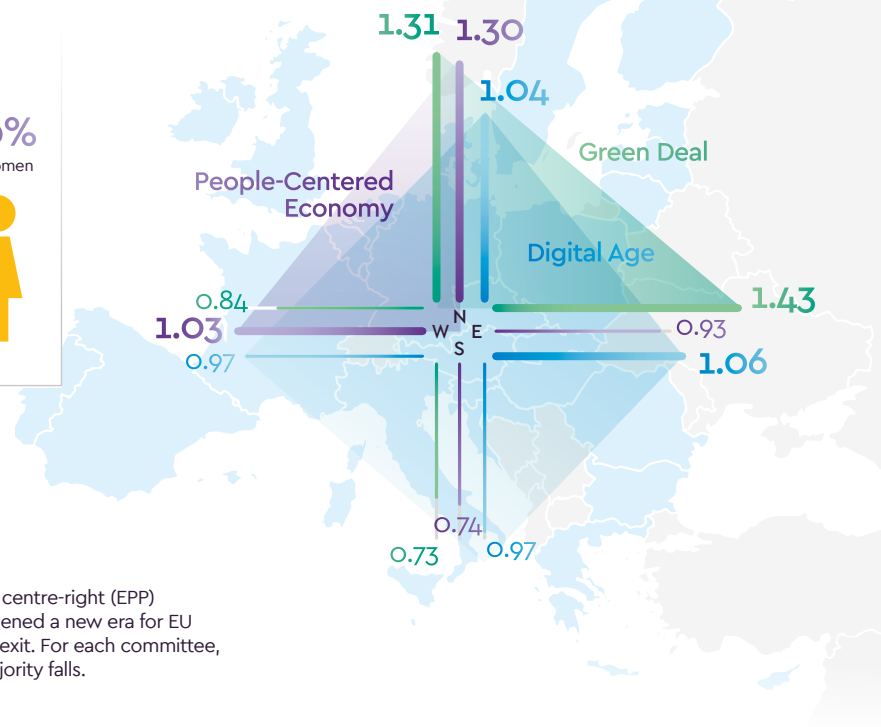 1.31 1.30
1.04
%
Green Deal
People-Centered
Economy
Digital Age
0.84
1.43
1.03
N
W E
S
0.93
0.97
1.06
0.74
0.73
0.97
centre-right (EPP)
ened a new era for EU
exit. For each committee,
jority falls.